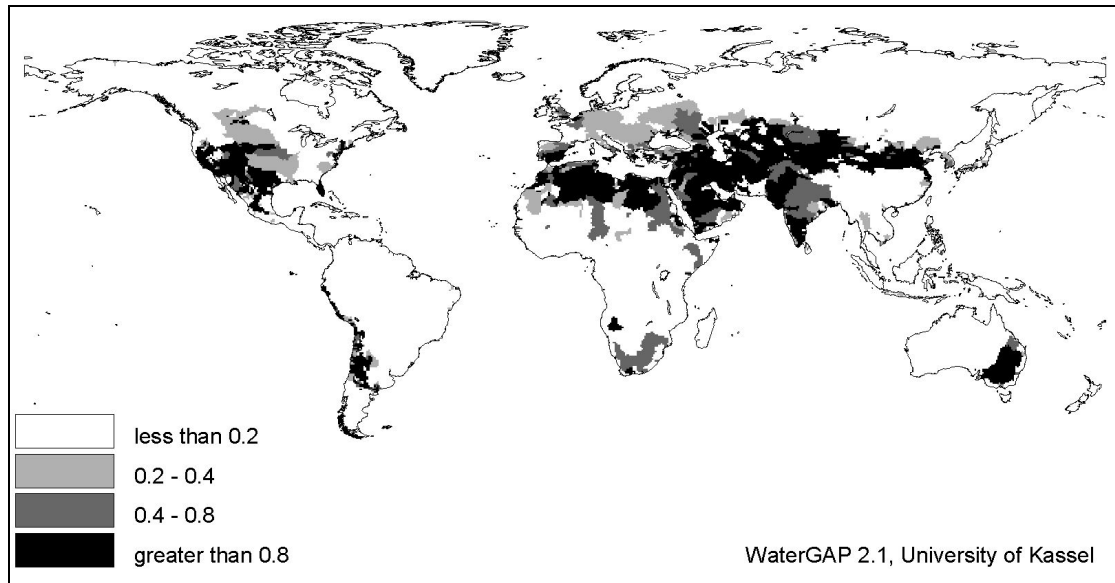 less than 0.2
0.2 - 0.4
0.4 - 0.8
greater than 0.8
WaterGAP 2.1, University of Kassel